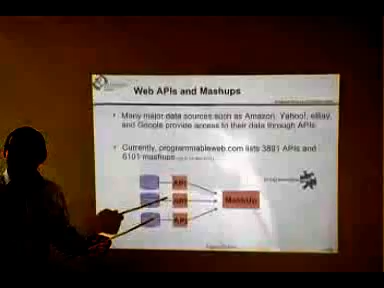 Web APIs and Mashups
Many major data sources such as Amazon, Yahoo!, eBay,
and Google provide access to their data through APIs.
Currently, programmableweb.com lists 3891 APIs and
6101 mashups
API
API
API
MashUp